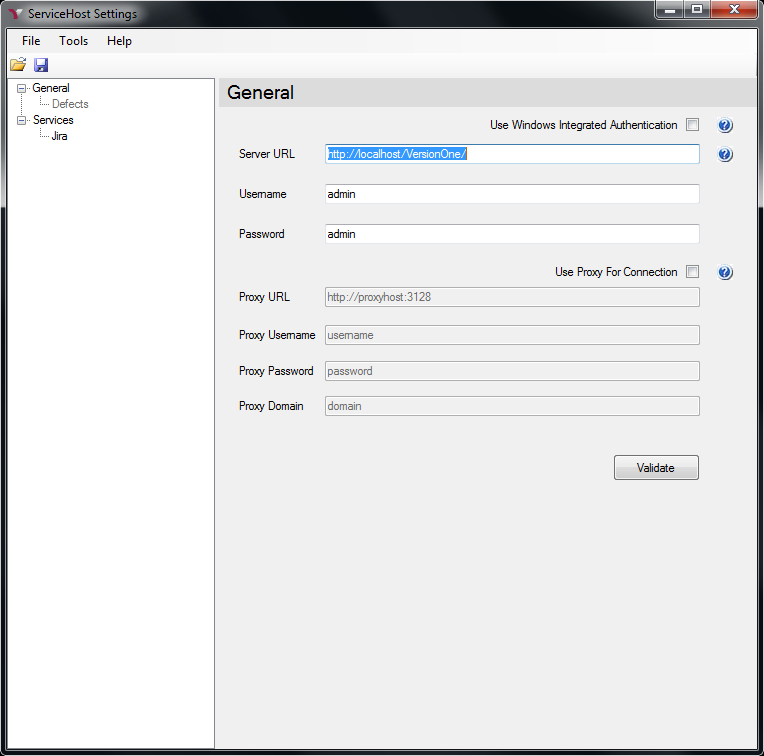 ServiceHost Settings
File Tools Help
General
Defects
Services
Jira
General
Use Windows Integrated Authentication
Server URL http://localhost/VersionOne/
Username admin
Password admin
Use Proxy For Connection
Proxy URL http://proxyhost:3128
Proxy Username username
Proxy Password password
Proxy Domain domain
Validate